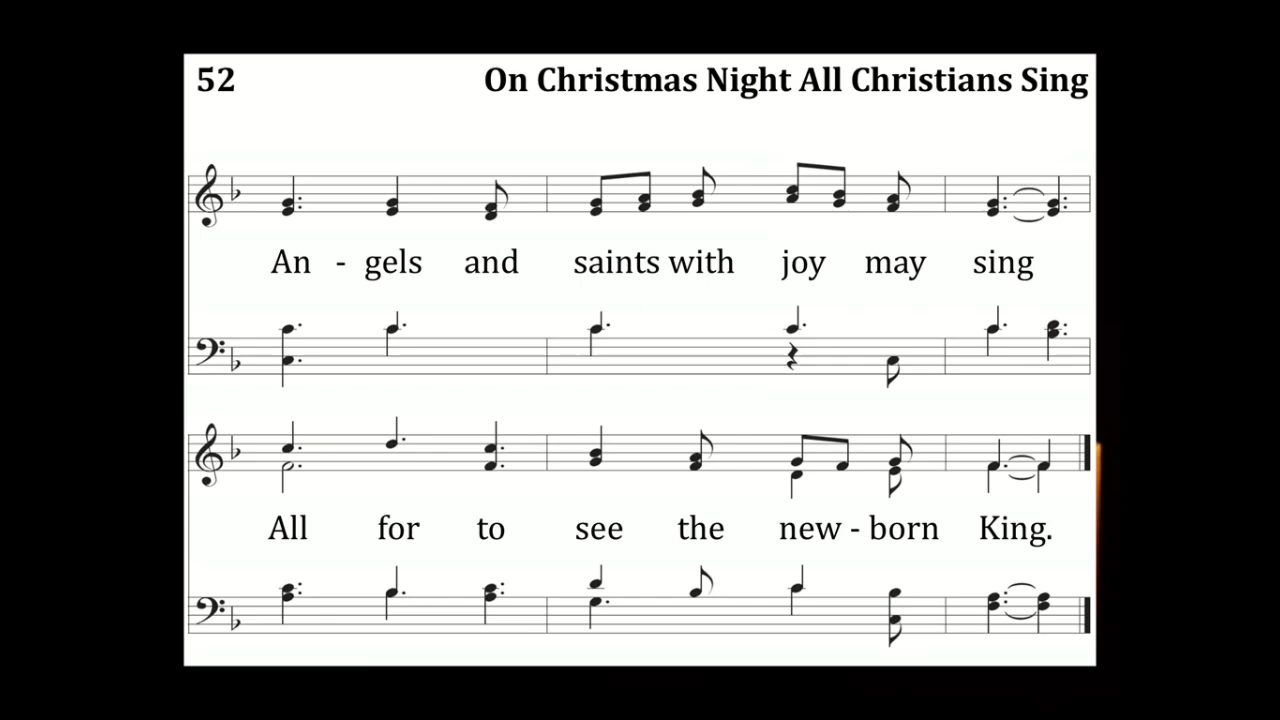 52 On Christmas Night All Christians Sing
An - gels and saints with joy may sing
All for to see the new - born King.